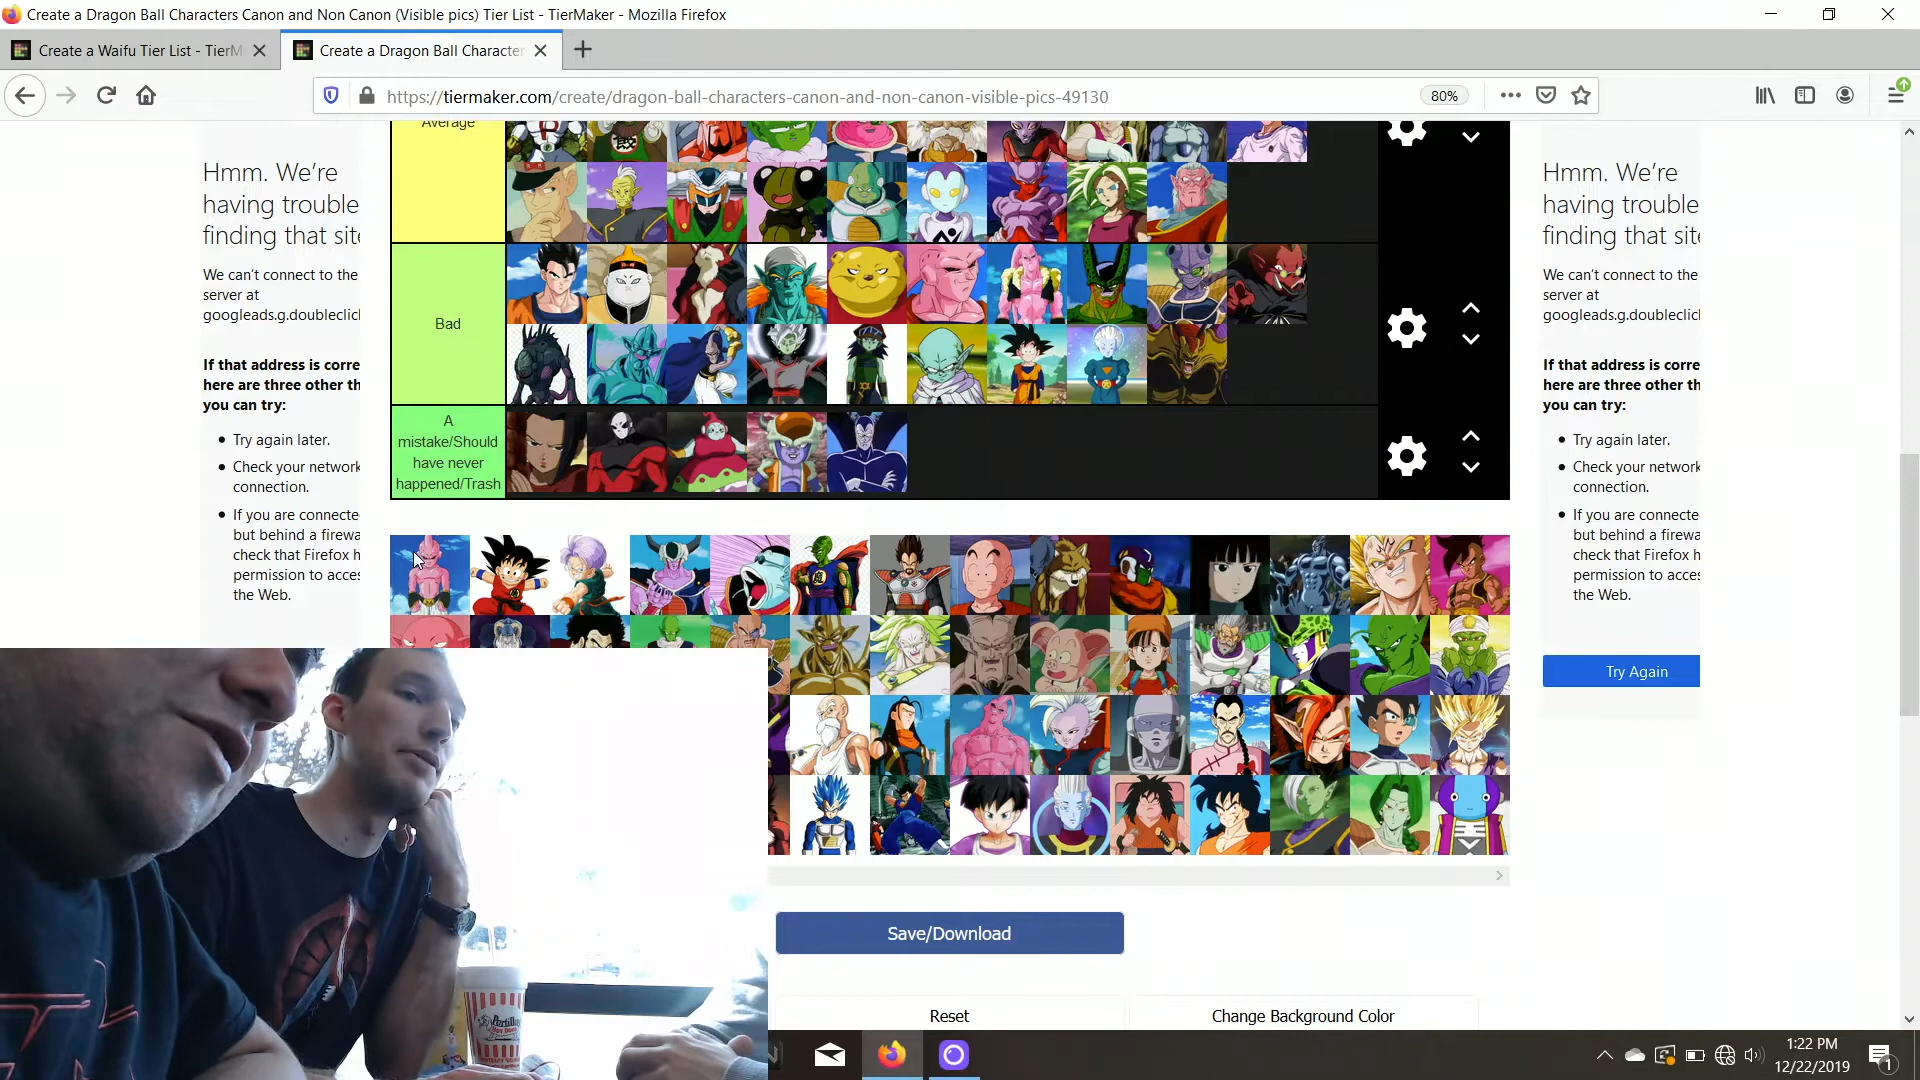 Create a Dragon Ball Characters Canon and Non Canon (Visible pics) Tier List - TierMaker - Mozilla Firefox
Create a Waifu Tier List - TierM
Create a Dragon Ball Character
https://tiermaker.com/create/dragon-ball-characters-canon-and-non-canon-visible-pics-49130
80%
Average
Hmm. We're
having trouble
finding that site
We can't connect to the
server at
googleads.g.doubleclic
If that address is corre
here are three other th
you can try:
Try again later.
Check your network
connection.
If you are connecte
but behind a firewa
check that Firefox h
permission to acces
the Web.
Bad
A
mistake/Should
have never
happened/Trash
Hmm. We're
having trouble
finding that site
We can't connect to the
server at
googleads.g.doubleclic
If that address is corre
here are three other th
you can try:
Try again later.
Check your network
connection.
If you are connecte
but behind a firewa
check that Firefox h
permission to acces
the Web.
Try Again
Save/Download
Reset
Change Background Color
Portillo's
1:22 PM
12/22/2019
1